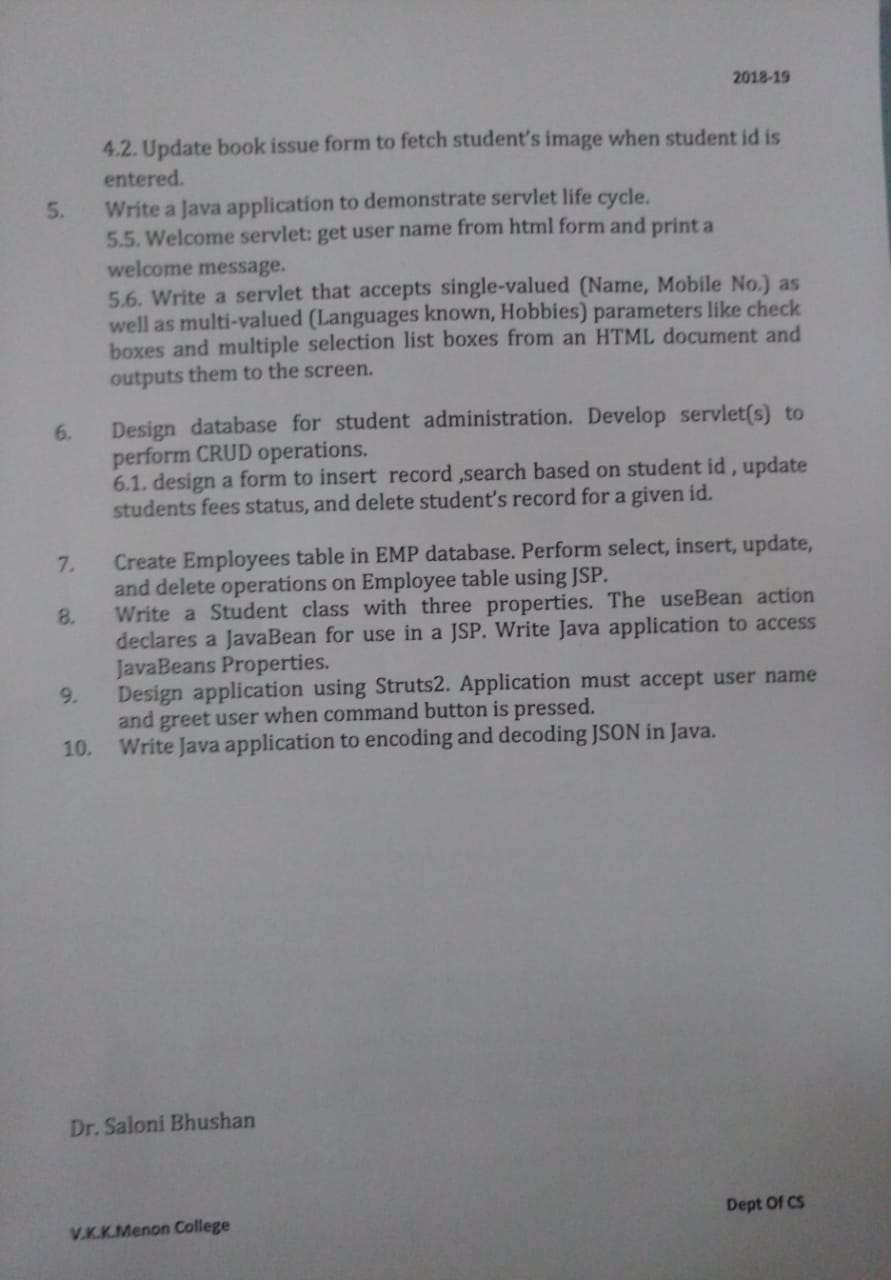 2018-19
4.2. Update book issue form to fetch student's image when student id is
entered.
5. Write a Java application to demonstrate servlet life cycle.
5.5. Welcome servlet: get user name from html form and print a
welcome message.
5.6. Write a servlet that accepts single-valued (Name, Mobile No.) as
well as multi-valued (Languages known, Hobbies) parameters like check
boxes and multiple selection list boxes from an HTML document and
outputs them to the screen.
6. Design database for student administration. Develop servlet(s) to
perform CRUD operations.
6.1. design a form to insert record ,search based on student id , update
students fees status, and delete student's record for a given id.
7. Create Employees table in EMP database. Perform select, insert, update,
and delete operations on Employee table using JSP.
8. Write a Student class with three properties. The useBean action
declares a JavaBean for use in a JSP. Write Java application to access
JavaBeans Properties.
9. Design application using Struts2. Application must accept user name
and greet user when command button is pressed.
10. Write Java application to encoding and decoding JSON in Java.
Dr. Saloni Bhushan
Dept Of CS
V.K.K.Menon College